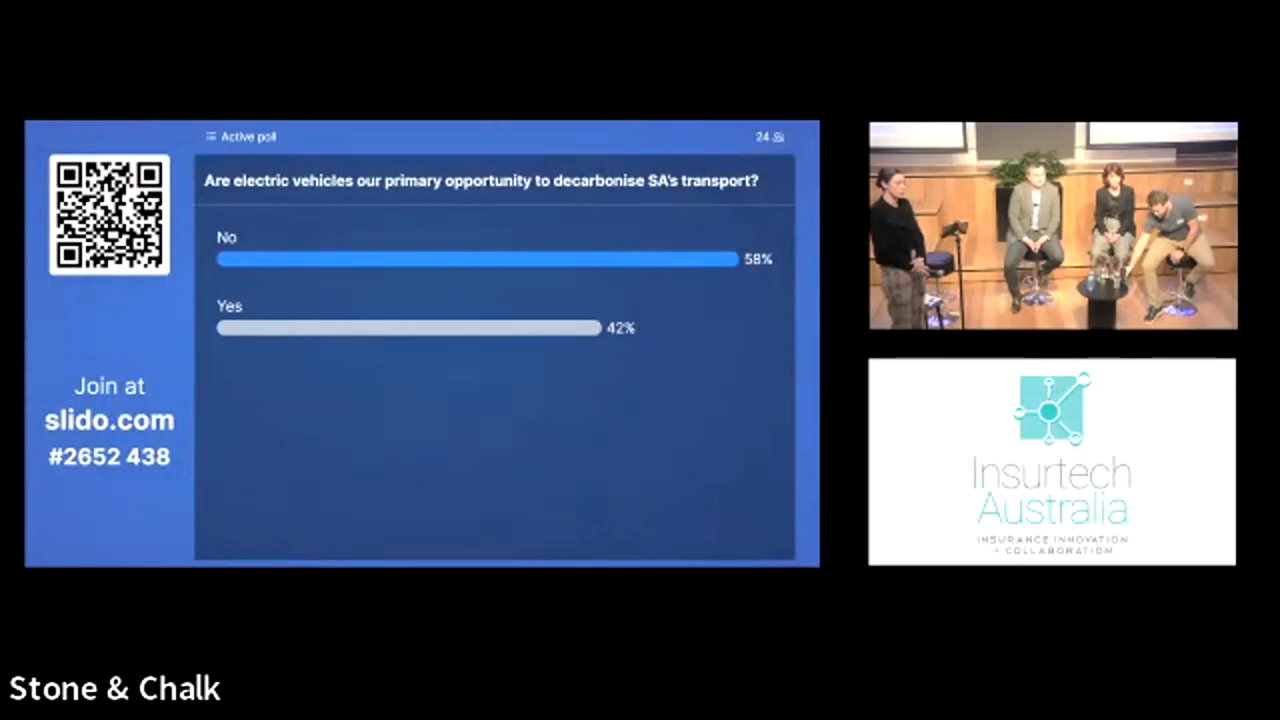 Active poll
24
Are electric vehicles our primary opportunity to decarbonise SA's transport?
No
58%
Yes
42%
Join at
slido.com
#2652 438
Insurtech
Australia
INSURANCE INNOVATION
+ COLLABORATION
Stone & Chalk